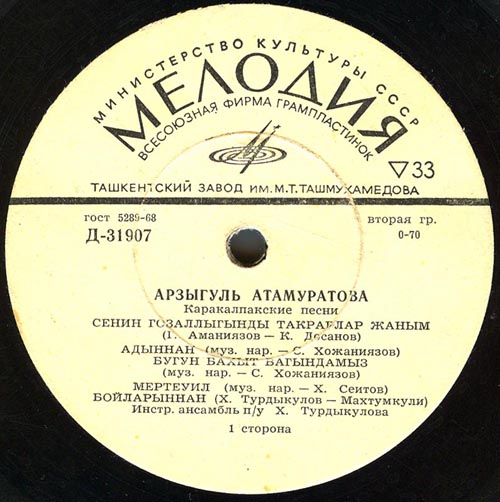 МИНИСТЕРСТВО КУЛЬТУРЫ СССР
МЕЛОДИЯ
ВСЕСОЮЗНАЯ ФИРМА ГРАМПЛАСТИНОК
▽33
ТАШКЕНТСКИЙ ЗАВОД ИМ. М.Т. ТАШМУХАМЕДОВА
гост 5289-68
вторая гр.
Д-31907
0-70
АРЗЫГУЛЬ АТАМУРАТОВА
Каракалпакские песни
СЕНИН ГОЗАЛЛЫГЫНДЫ ТАКРАРЛАР ЖАНЫМ
(Г. Аманиязов — К. Досанов)
АДЫННАН (муз. нар. — С. Хожаниязов)
БУГУН БАХЫТ БАГЫНДАМЫЗ
(муз. нар. — С. Хожаниязов)
МЕРТЕУИЛ (муз. нар. — Х. Сеитов)
БОЙЛАРЫННАН (Х. Турдыкулов — Махтумкули)
Инстр. ансамбль п/у Х. Турдыкулова
1 сторона